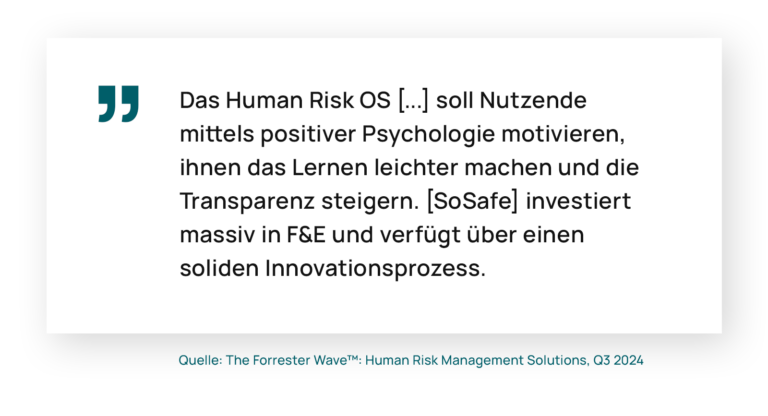 Das Human Risk OS [...] soll Nutzende
mittels positiver Psychologie motivieren,
ihnen das Lernen leichter machen und die
Transparenz steigern. [SoSafe] investiert
massiv in F&E und verfügt über einen
soliden Innovationsprozess.
Quelle: The Forrester Wave™: Human Risk Management Solutions, Q3 2024